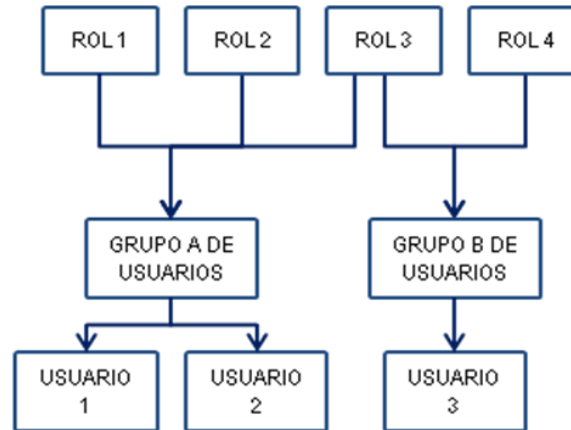 ROL 1
ROL 2
ROL 3
ROL 4
GRUPO A DE
USUARIOS
GRUPO B DE
USUARIOS
USUARIO
1
USUARIO
2
USUARIO
3